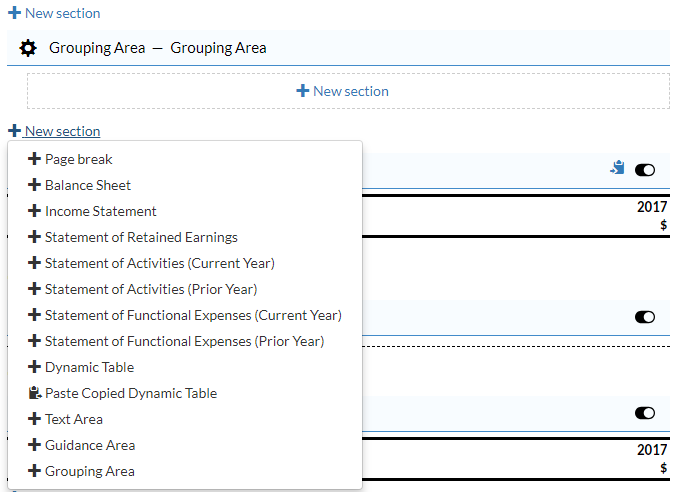 New section
Grouping Area — Grouping Area
New section
New section
Page break
Balance Sheet
Income Statement
2017
Statement of Retained Earnings
$
Statement of Activities (Current Year)
Statement of Activities (Prior Year)
Statement of Functional Expenses (Current Year)
Statement of Functional Expenses (Prior Year)
Dynamic Table
Paste Copied Dynamic Table
Text Area
Guidance Area
2017
Grouping Area
$